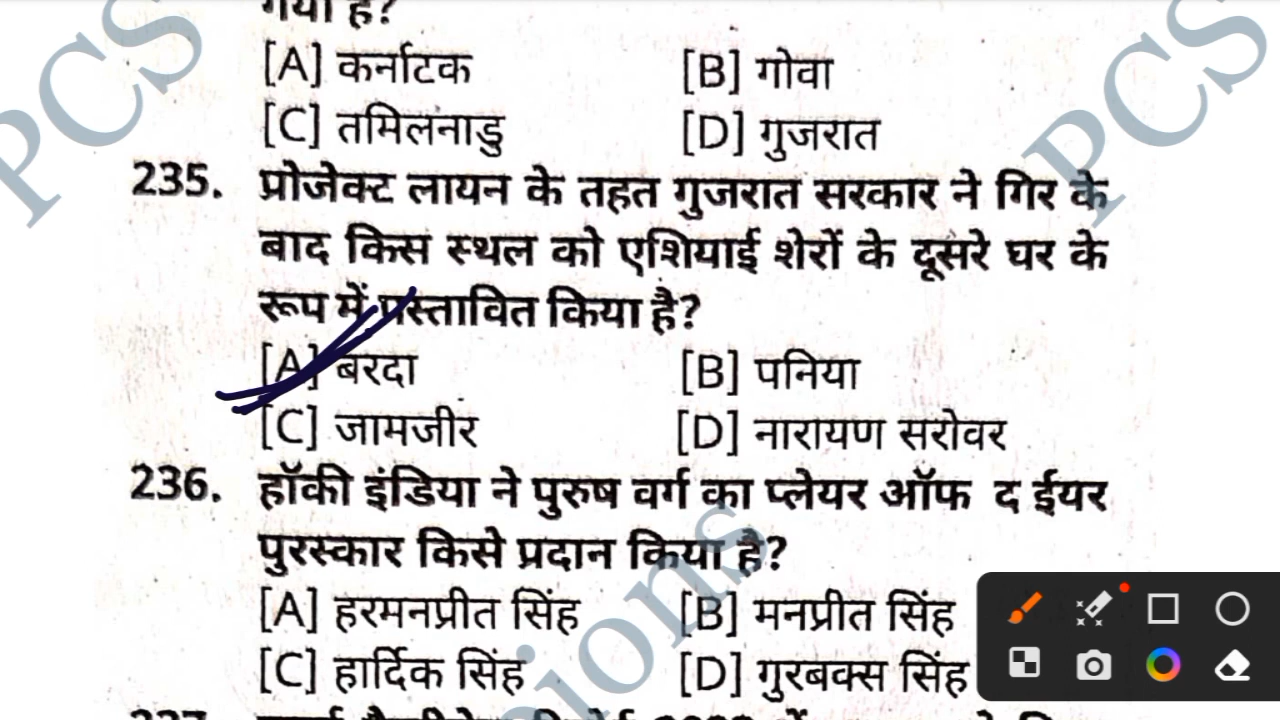 गया है?
[A] कर्नाटक [B] गोवा
[C] तमिलनाडु [D] गुजरात
235. प्रोजेक्ट लायन के तहत गुजरात सरकार ने गिर के
बाद किस स्थल को एशियाई शेरों के दूसरे घर के
रूप में प्रस्तावित किया है?
[A] बरदा [B] पनिया
[C] जामजीर [D] नारायण सरोवर
236. हॉकी इंडिया ने पुरुष वर्ग का प्लेयर ऑफ द ईयर
पुरस्कार किसे प्रदान किया है?
[A] हरमनप्रीत सिंह [B] मनप्रीत सिंह
[C] हार्दिक सिंह [D] गुरबक्स सिंह
PCS
PCS